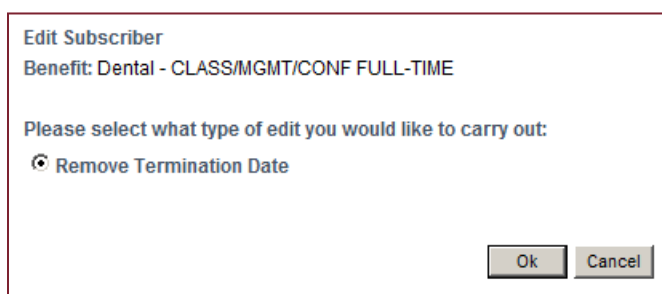 Edit Subscriber
Benefit: Dental - CLASS/MGMT/CONF FULL-TIME
Please select what type of edit you would like to carry out:
Remove Termination Date
Ok Cancel